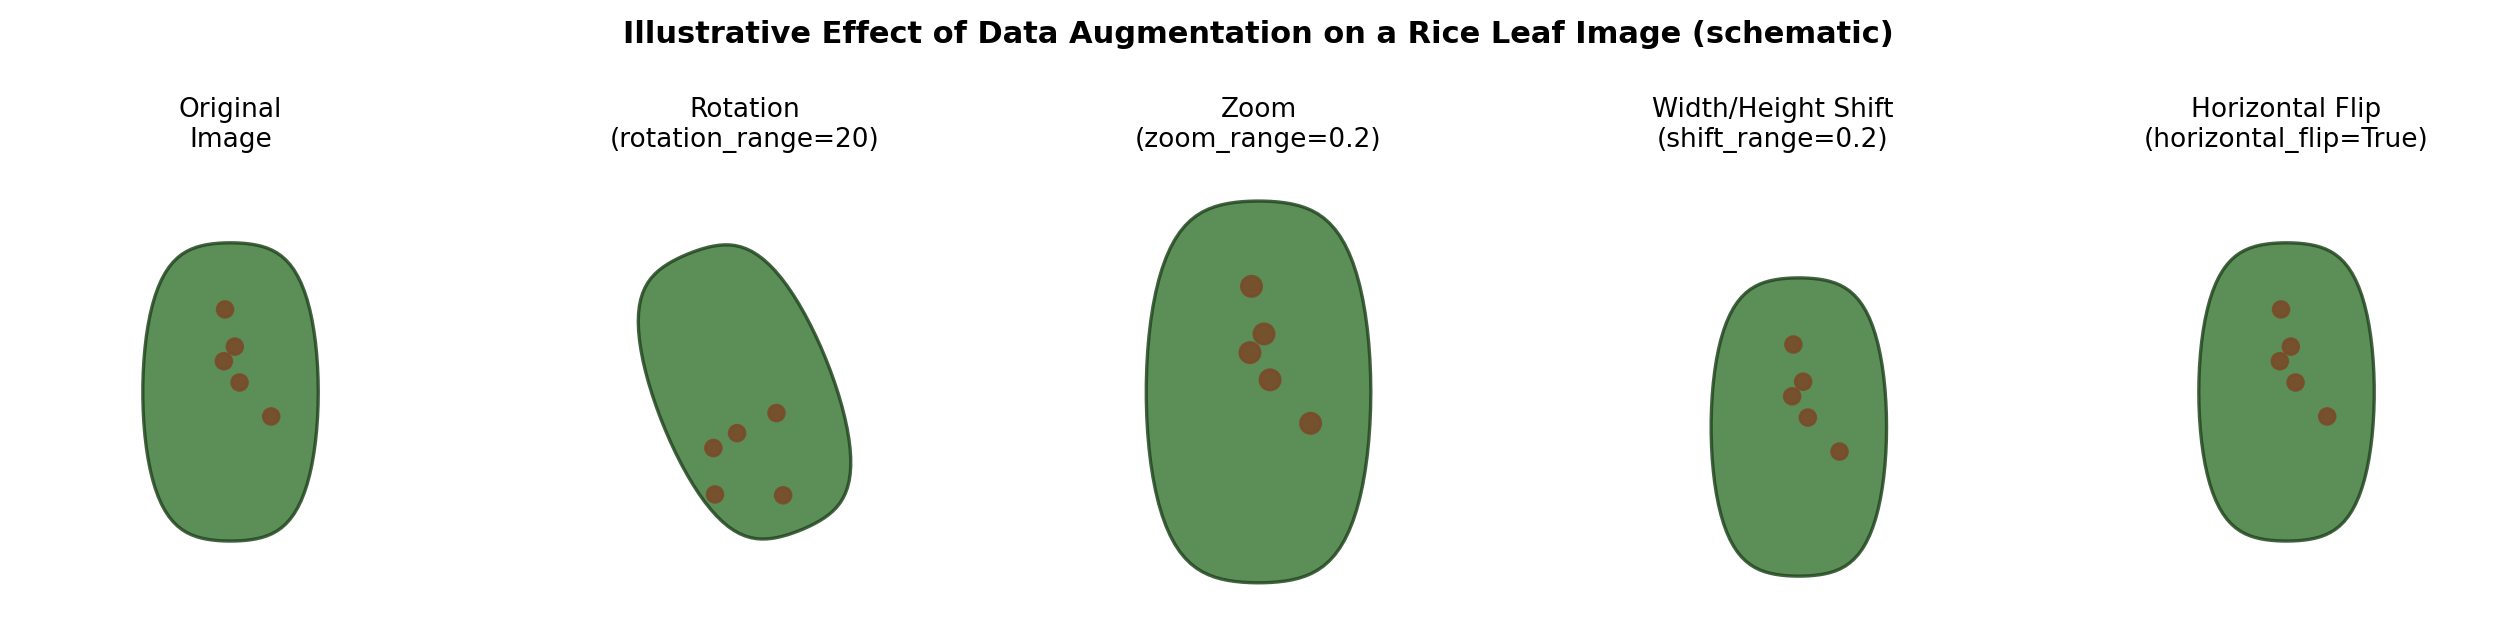 Illustrative Effect of Data Augmentation on a Rice Leaf Image (schematic)
Original
Image
Rotation
(rotation_range=20)
Zoom
(zoom_range=0.2)
Width/Height Shift
(shift_range=0.2)
Horizontal Flip
(horizontal_flip=True)